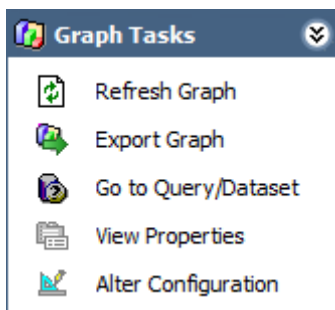 Graph Tasks
Refresh Graph
Export Graph
Go to Query/Dataset
View Properties
Alter Configuration